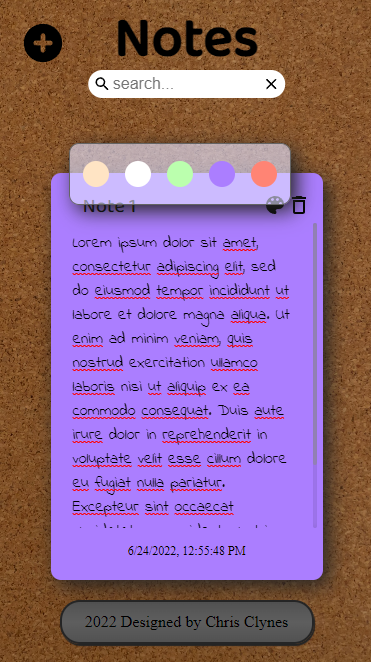 Notes
search...
Note 1
Lorem ipsum dolor sit amet,
consectetur adipiscing elit, sed
do eiusmod tempor incididunt ut
labore et dolore magna aliqua. Ut
enim ad minim veniam, quis
nostrud exercitation ullamco
laboris nisi ut aliquip ex ea
commodo consequat. Duis aute
irure dolor in reprehenderit in
voluptate velit esse cillum dolore
eu fugiat nulla pariatur.
Excepteur sint occaecat
6/24/2022, 12:55:48 PM
2022 Designed by Chris Clynes